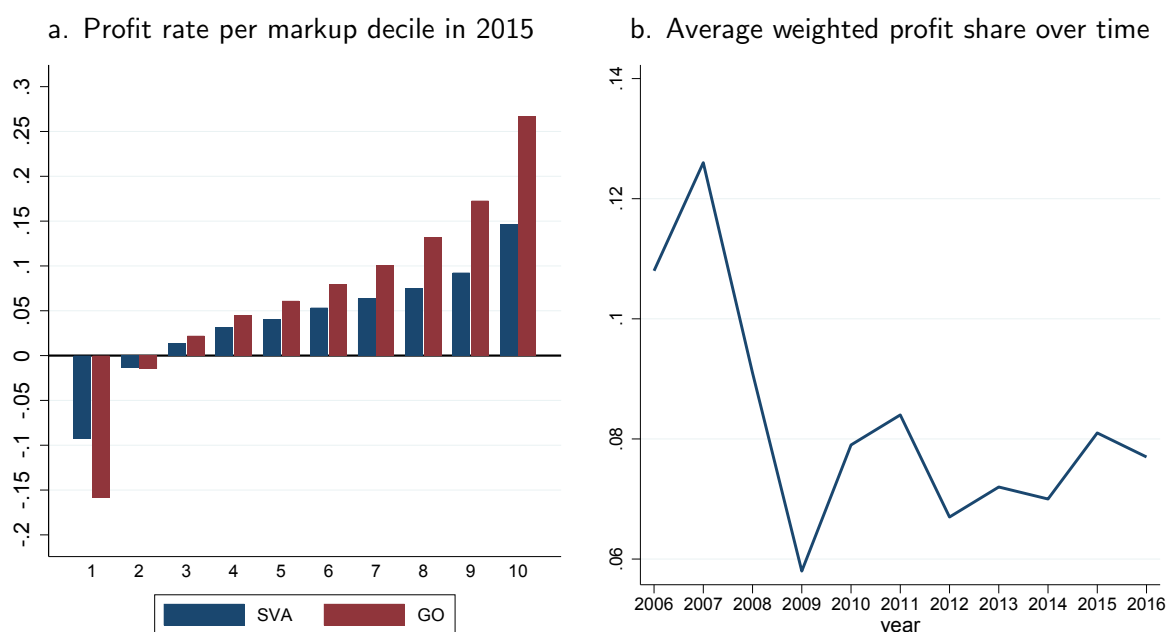 a. Profit rate per markup decile in 2015
.3
.25
.2
.15
.1
.05
0
-.05
-.1
-.15
-.2
1 2 3 4 5 6 7 8 9 10
SVA GO
b. Average weighted profit share over time
.14
.12
.1
.08
.06
2006 2007 2008 2009 2010 2011 2012 2013 2014 2015 2016
year